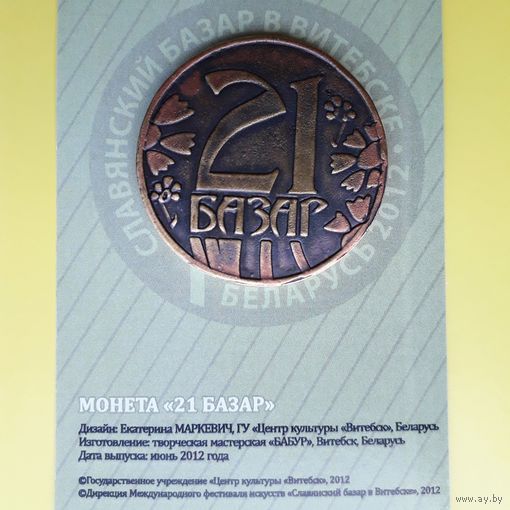 СЛАВЯНСКИЙ БАЗАР В ВИТЕБСКЕ •
БЕЛАРУСЬ 2012
21
БАЗАР
МОНЕТА «21 БАЗАР»
Дизайн: Екатерина МАРКЕВИЧ, ГУ «Центр культуры «Витебск», Беларусь
Изготовление: творческая мастерская «БАБУР», Витебск, Беларусь
Дата выпуска: июнь 2012 года
©Государственное учреждение «Центр культуры «Витебск», 2012
©Дирекция Международного фестиваля искусств «Славянский базар в Витебске», 2012
www.ay.by